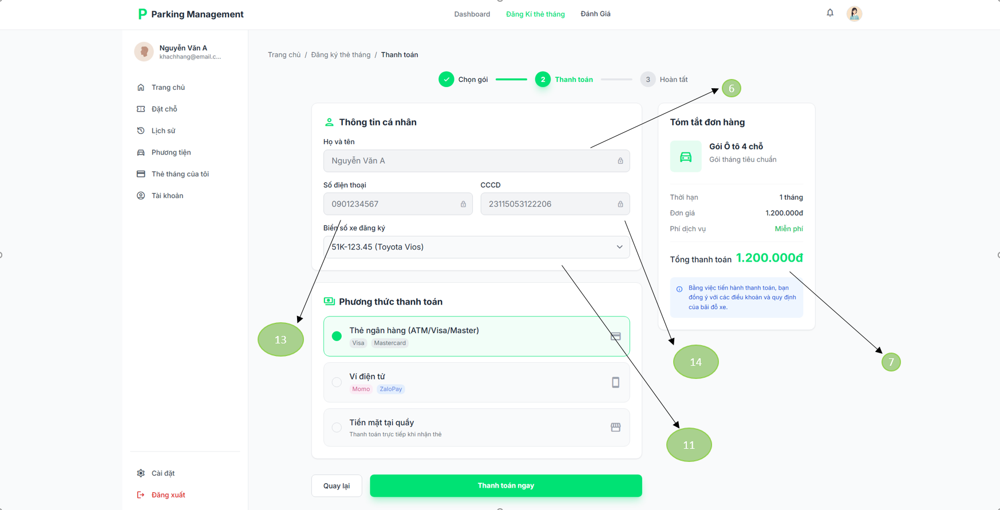 P Parking Management
Dashboard
Đăng Kí thẻ tháng
Đánh Giá
Nguyễn Văn A
khachhang@email.c...
Trang chủ
Đặt chỗ
Lịch sử
Phương tiện
Thẻ tháng của tôi
Tài khoản
Cài đặt
Đăng xuất
Trang chủ / Đăng ký thẻ tháng / Thanh toán
Chọn gói
2 Thanh toán
3 Hoàn tất
6
Thông tin cá nhân
Họ và tên
Nguyễn Văn A
Số điện thoại
0901234567
CCCD
23115053122206
Biển số xe đăng ký
51K-123.45 (Toyota Vios)
Phương thức thanh toán
Thẻ ngân hàng (ATM/Visa/Master)
Visa Mastercard
Ví điện tử
Momo ZaloPay
Tiền mặt tại quầy
Thanh toán trực tiếp khi nhận thẻ
Quay lại
Thanh toán ngay
Tóm tắt đơn hàng
Gói Ô tô 4 chỗ
Gói tháng tiêu chuẩn
Thời hạn 1 tháng
Đơn giá 1.200.000đ
Phí dịch vụ Miễn phí
Tổng thanh toán 1.200.000đ
Bằng việc tiến hành thanh toán, bạn
đồng ý với các điều khoản và quy định
của bãi đỗ xe.
13
14
7
11